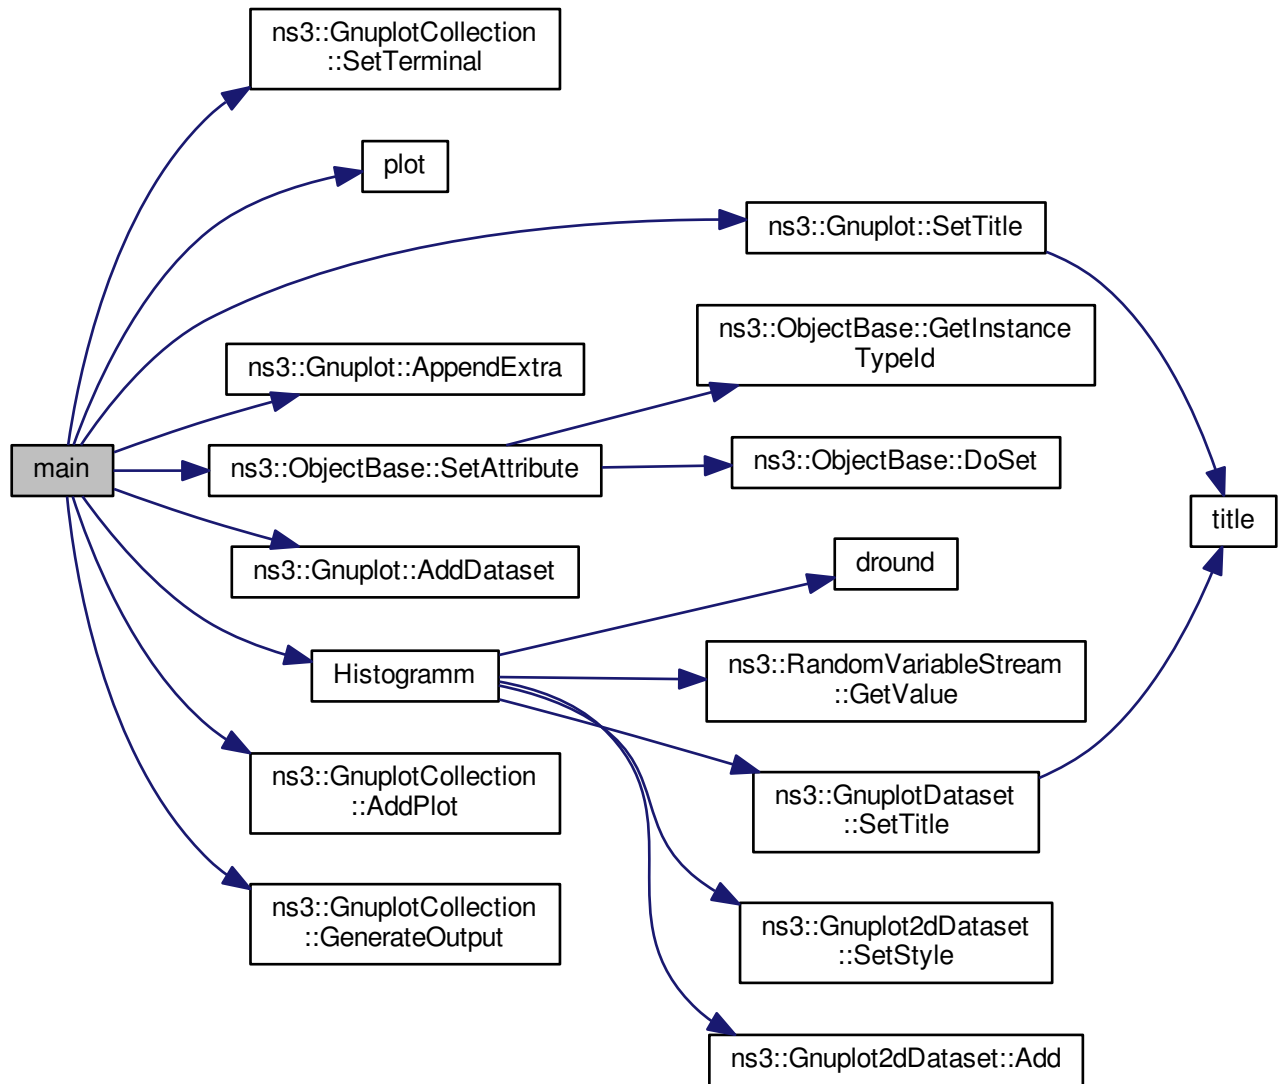 ns3::GnuplotCollection
::SetTerminal
plot
ns3::Gnuplot::SetTitle
ns3::ObjectBase::GetInstance
TypeId
ns3::Gnuplot::AppendExtra
main
ns3::ObjectBase::SetAttribute
ns3::ObjectBase::DoSet
title
ns3::Gnuplot::AddDataset
dround
Histogramm
ns3::RandomVariableStream
::GetValue
ns3::GnuplotCollection
::AddPlot
ns3::GnuplotDataset
::SetTitle
ns3::GnuplotCollection
::GenerateOutput
ns3::Gnuplot2dDataset
::SetStyle
ns3::Gnuplot2dDataset::Add